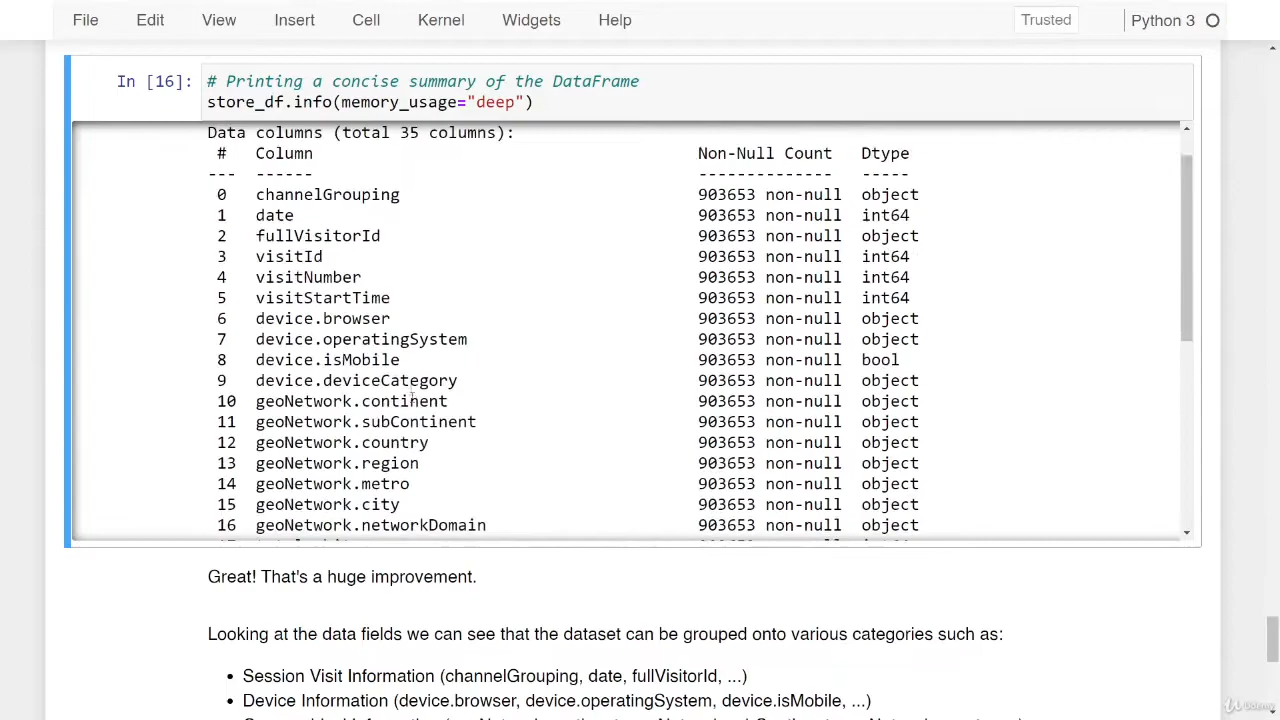 File Edit View Insert Cell Kernel Widgets Help Trusted Python 3
In [16]: # Printing a concise summary of the DataFrame
store_df.info(memory_usage="deep")
Data columns (total 35 columns):
# Column Non-Null Count Dtype
--- ------ -------------- -----
0 channelGrouping 903653 non-null object
1 date 903653 non-null int64
2 fullVisitorId 903653 non-null object
3 visitId 903653 non-null int64
4 visitNumber 903653 non-null int64
5 visitStartTime 903653 non-null int64
6 device.browser 903653 non-null object
7 device.operatingSystem 903653 non-null object
8 device.isMobile 903653 non-null bool
9 device.deviceCategory 903653 non-null object
10 geoNetwork.continent 903653 non-null object
11 geoNetwork.subContinent 903653 non-null object
12 geoNetwork.country 903653 non-null object
13 geoNetwork.region 903653 non-null object
14 geoNetwork.metro 903653 non-null object
15 geoNetwork.city 903653 non-null object
16 geoNetwork.networkDomain 903653 non-null object
Great! That's a huge improvement.
Looking at the data fields we can see that the dataset can be grouped onto various categories such as:
• Session Visit Information (channelGrouping, date, fullVisitorId, ...)
• Device Information (device.browser, device.operatingSystem, device.isMobile, ...)
Udemy